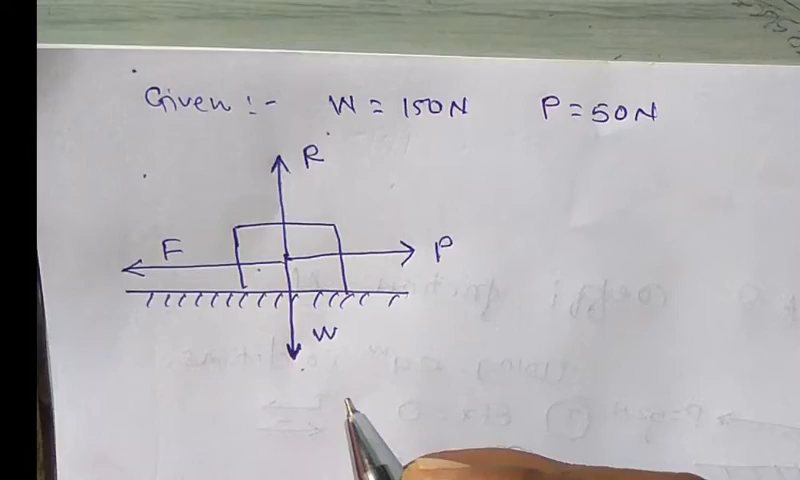 Given :- W = 150N P = 50N
R
F P
W